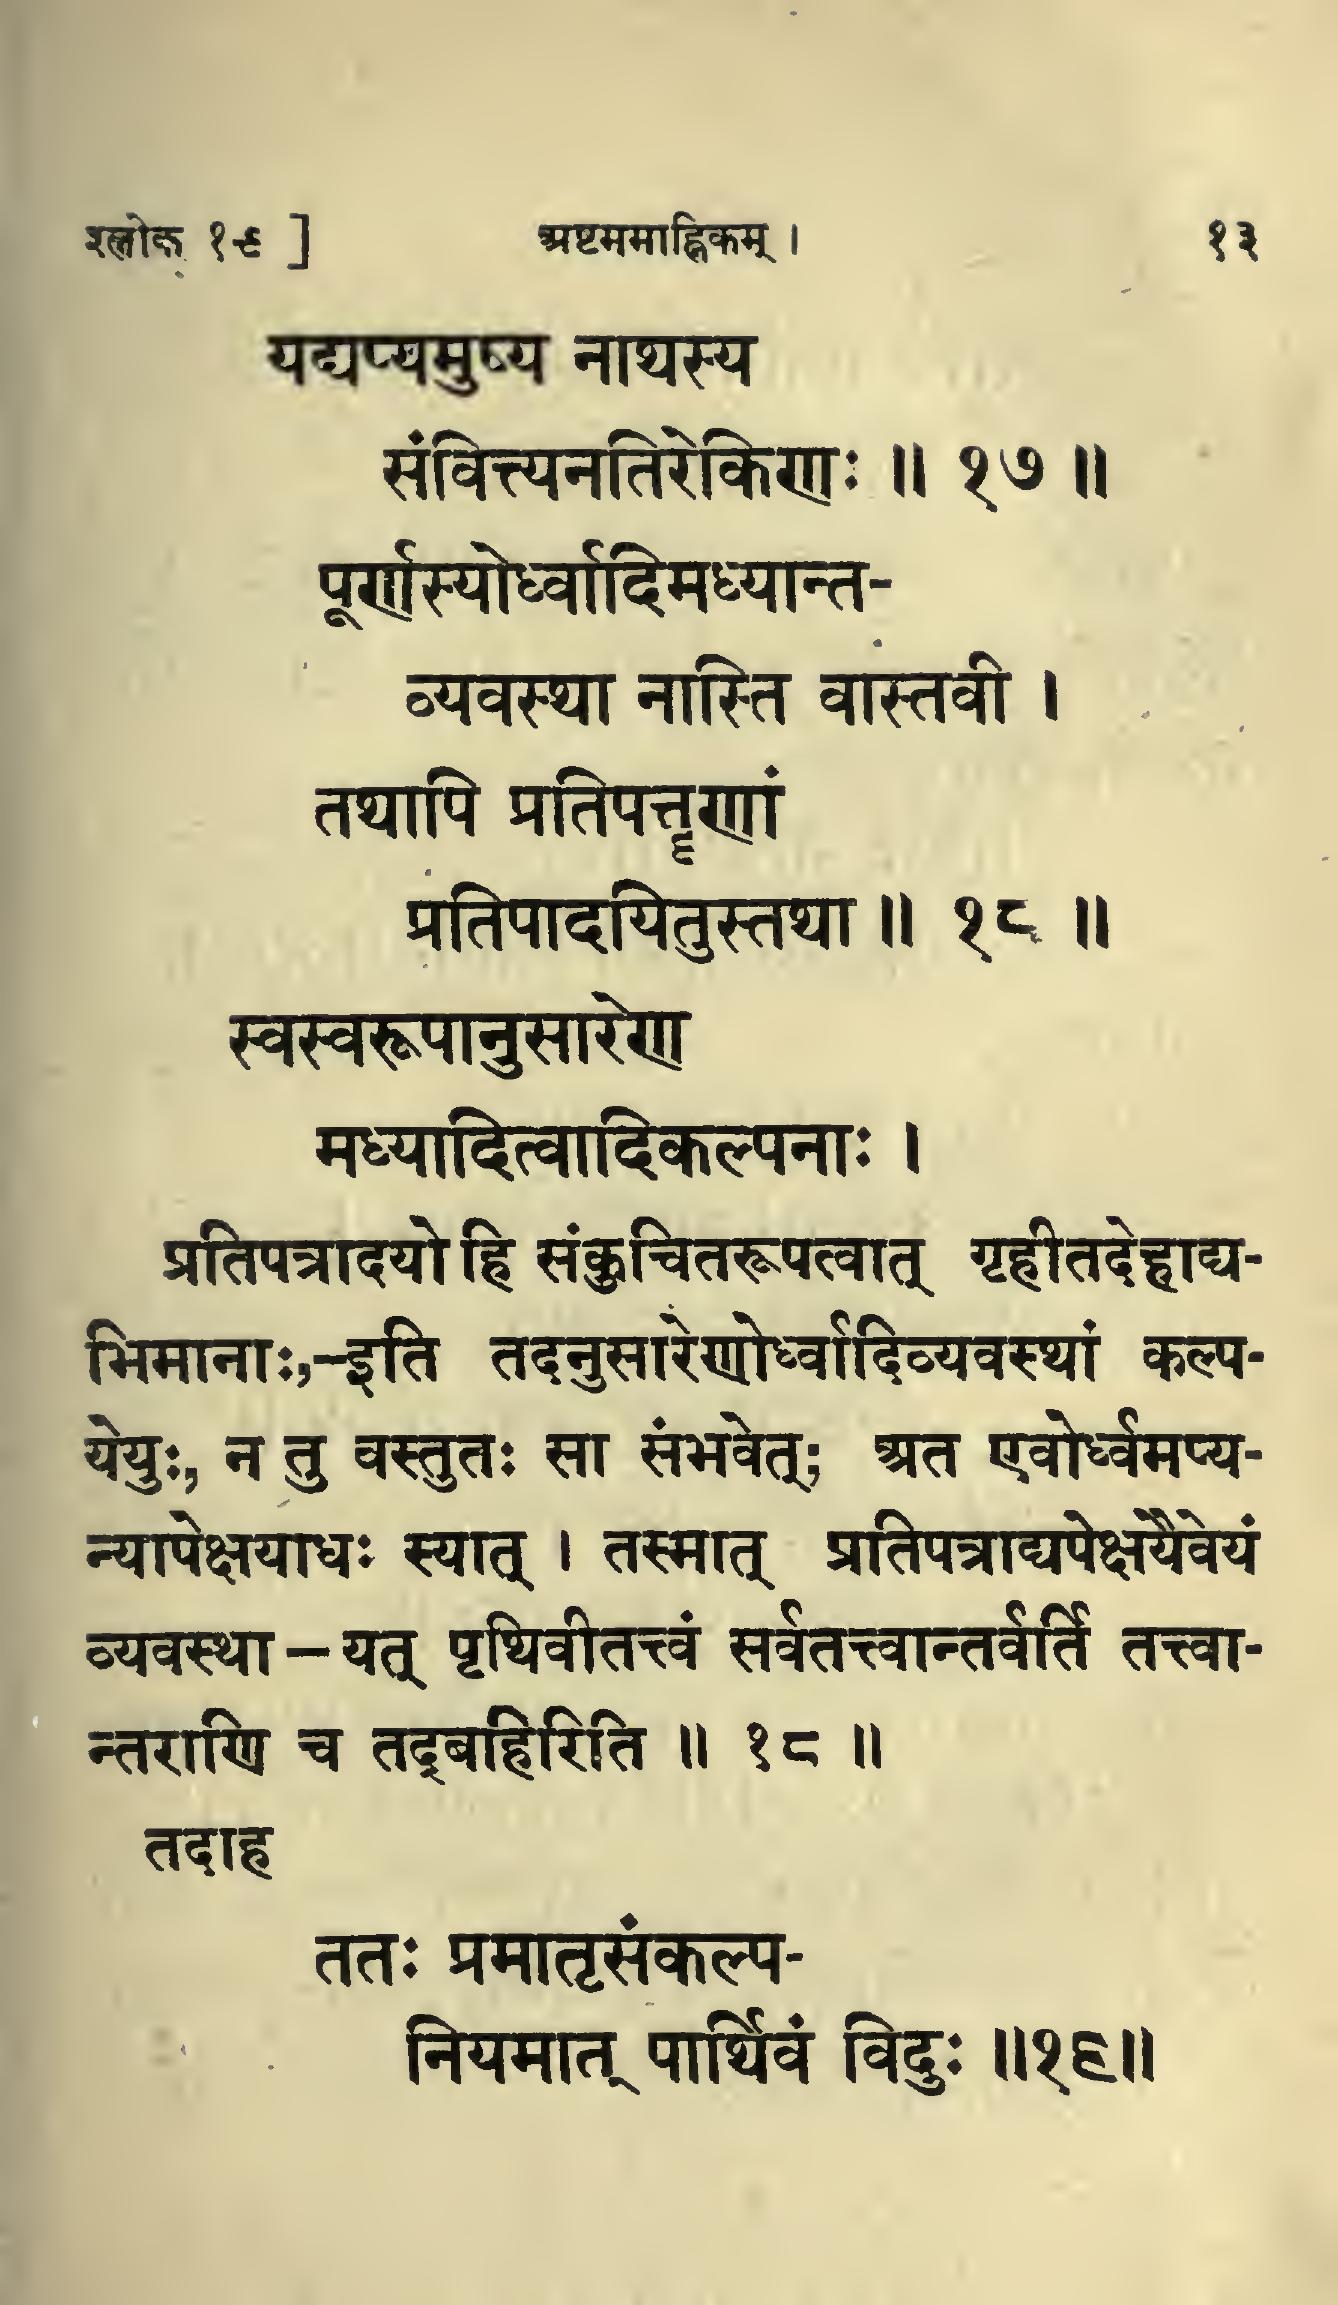 श्लोक १९ ] अष्टममाह्निकम् । १३
यद्यप्यमुष्य नाथस्य
संवित्त्यनतिरेकिणः ॥ १७ ॥
पूर्णस्योर्ध्वादिमध्यान्त-
व्यवस्था नास्ति वास्तवी ।
तथापि प्रतिपत्तॄणां
प्रतिपादयितुस्तथा ॥ १८ ॥
स्वस्वरूपानुसारेण
मध्यादित्वादिकल्पनाः ।
प्रतिपत्रादयो हि संकुचितरूपत्वात् गृहीतदेहाद्य-
भिमानाः,-इति तदनुसारेणोर्ध्वादिव्यवस्थां कल्प-
येयुः, न तु वस्तुतः सा संभवेत्; अत एवोर्ध्वमप्य-
न्यापेक्षयाधः स्यात् । तस्मात् प्रतिपत्राद्यपेक्षयैवेयं
व्यवस्था – यत् पृथिवीतत्त्वं सर्वतत्त्वान्तर्वर्ति तत्त्वा-
न्तराणि च तद्बहिरिति ॥ १८ ॥
तदाह
ततः प्रमातृसंकल्प-
नियमात् पार्थिवं विदुः ॥१९॥